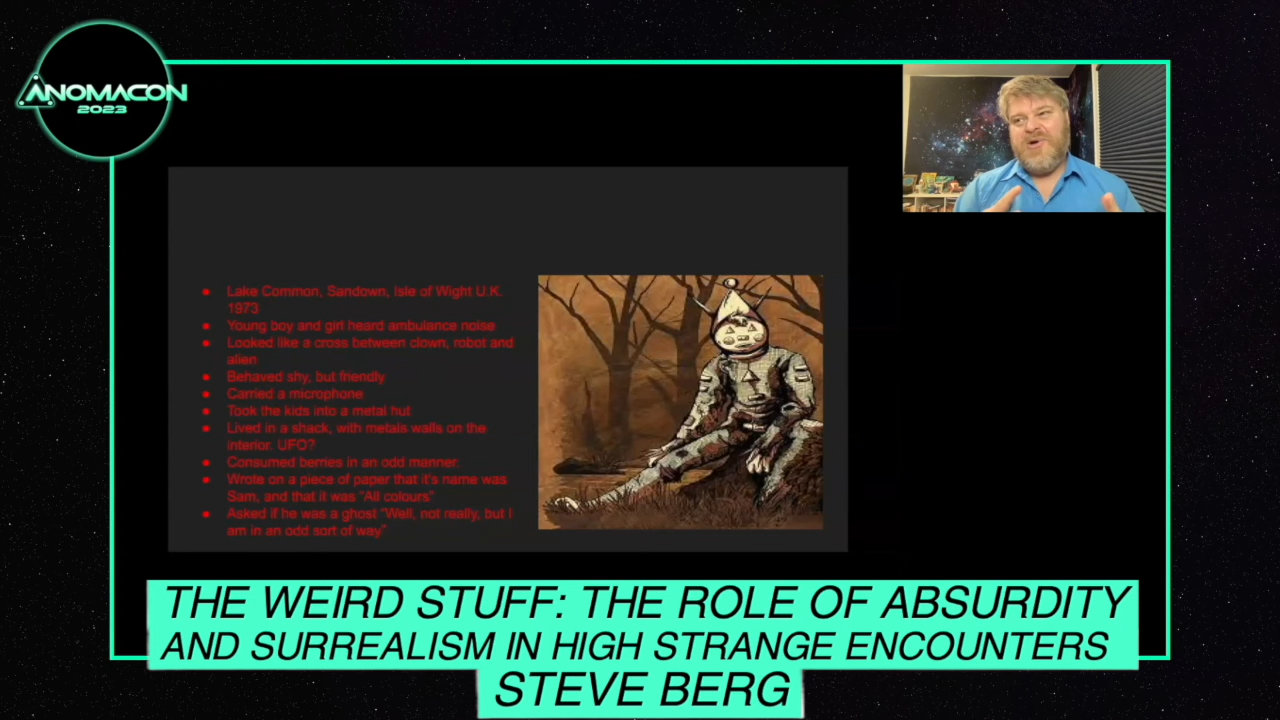 ANOMACON
2023
Lake Common, Sandown, Isle of Wight U.K.
1973
Young boy and girl heard ambulance noise
Looked like a cross between clown, robot and
alien
Behaved shy, but friendly
Carried a microphone
Took the kids into a metal hut
Lived in a shack, with metals walls on the
interior. UFO?
Consumed berries in an odd manner
Wrote on a piece of paper that it's name was
Sam, and that it was "All colours"
Asked if he was a ghost "Well, not really, but I
am in an odd sort of way"
THE WEIRD STUFF: THE ROLE OF ABSURDITY
AND SURREALISM IN HIGH STRANGE ENCOUNTERS
STEVE BERG